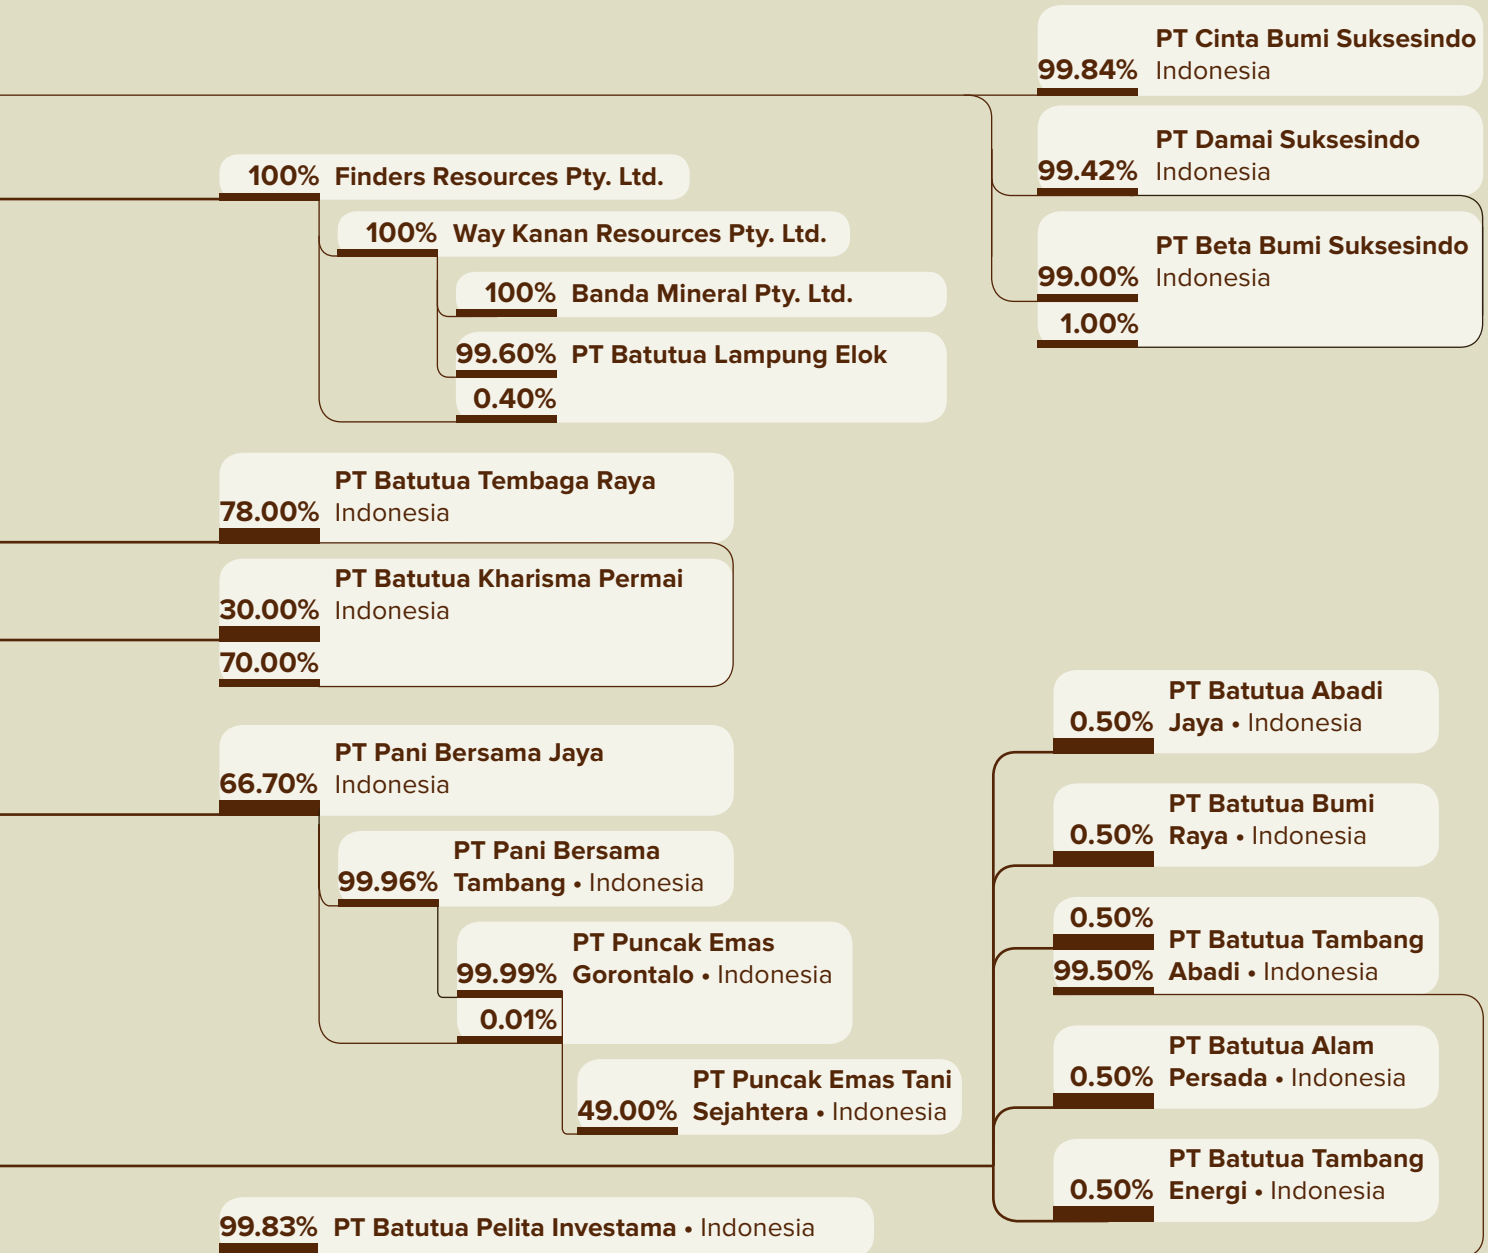 PT Cinta Bumi Suksesindo
99.84% Indonesia
PT Damai Suksesindo
99.42% Indonesia
PT Beta Bumi Suksesindo
99.00% Indonesia
1.00%
100% Finders Resources Pty. Ltd.
100% Way Kanan Resources Pty. Ltd.
100% Banda Mineral Pty. Ltd.
99.60% PT Batutua Lampung Elok
0.40%
PT Batutua Tembaga Raya
78.00% Indonesia
PT Batutua Kharisma Permai
30.00% Indonesia
70.00%
PT Pani Bersama Jaya
66.70% Indonesia
PT Pani Bersama
99.96% Tambang • Indonesia
PT Puncak Emas
99.99% Gorontalo • Indonesia
0.01%
PT Puncak Emas Tani
49.00% Sejahtera • Indonesia
PT Batutua Abadi
0.50% Jaya • Indonesia
PT Batutua Bumi
0.50% Raya • Indonesia
0.50%
PT Batutua Tambang
99.50% Abadi • Indonesia
PT Batutua Alam
0.50% Persada • Indonesia
PT Batutua Tambang
0.50% Energi • Indonesia
99.83% PT Batutua Pelita Investama • Indonesia